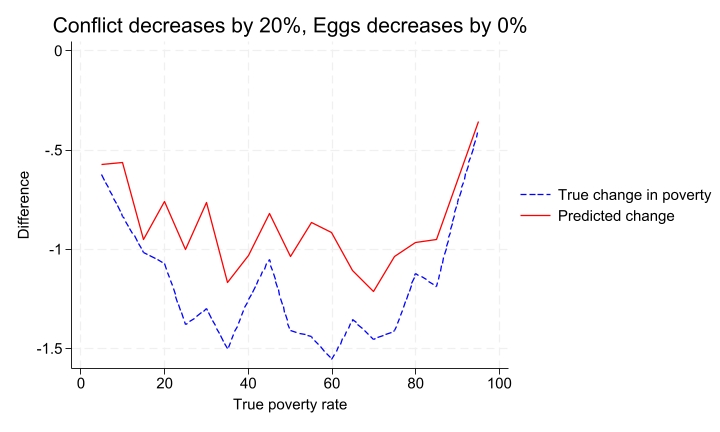 Conflict decreases by 20%, Eggs decreases by 0%
0
-.5
-1
-1.5
Difference
0 20 40 60 80 100
True poverty rate
True change in poverty
Predicted change